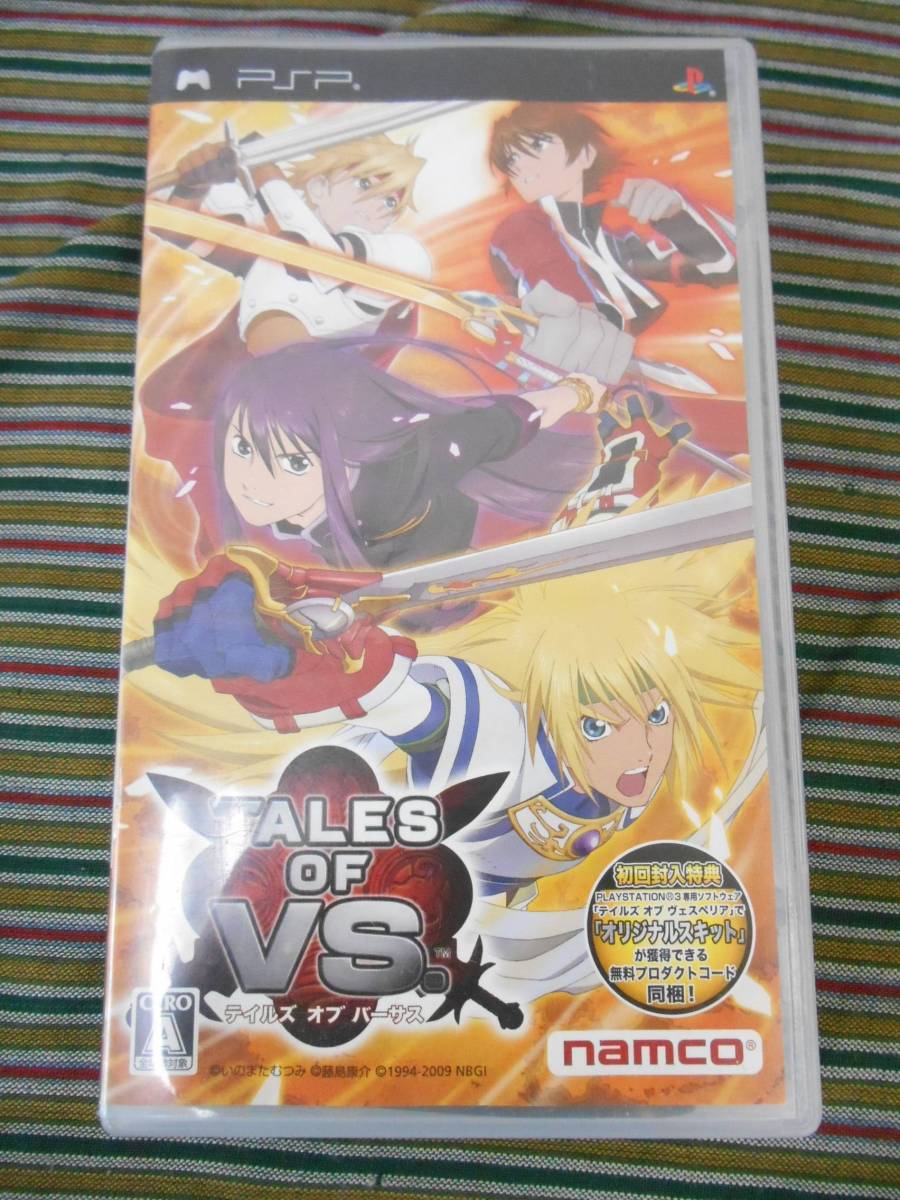 PSP
TALES
OF
VS.™
テイルズ オブ バーサス
初回封入特典
PLAYSTATION®3専用ソフトウェア
「テイルズ オブ ヴェスペリア」で
「オリジナルスキット」
が獲得できる
無料プロダクトコード
同梱!
CERO
A
全年齢対象
namco®
©いのまたむつみ ©藤島康介 ©1994-2009 NBGI